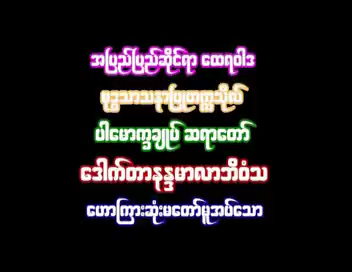 အပြည်ပြည်ဆိုင်ရာ ထေရဝါဒ
ဗုဒ္ဓသာသနာပြုတက္ကသိုလ်
ပါမောက္ခချုပ် ဆရာတော်
ဒေါက်တာနန္ဒမာလာဘိဝံသ
ဟောကြားဆုံးမတော်မူအပ်သော